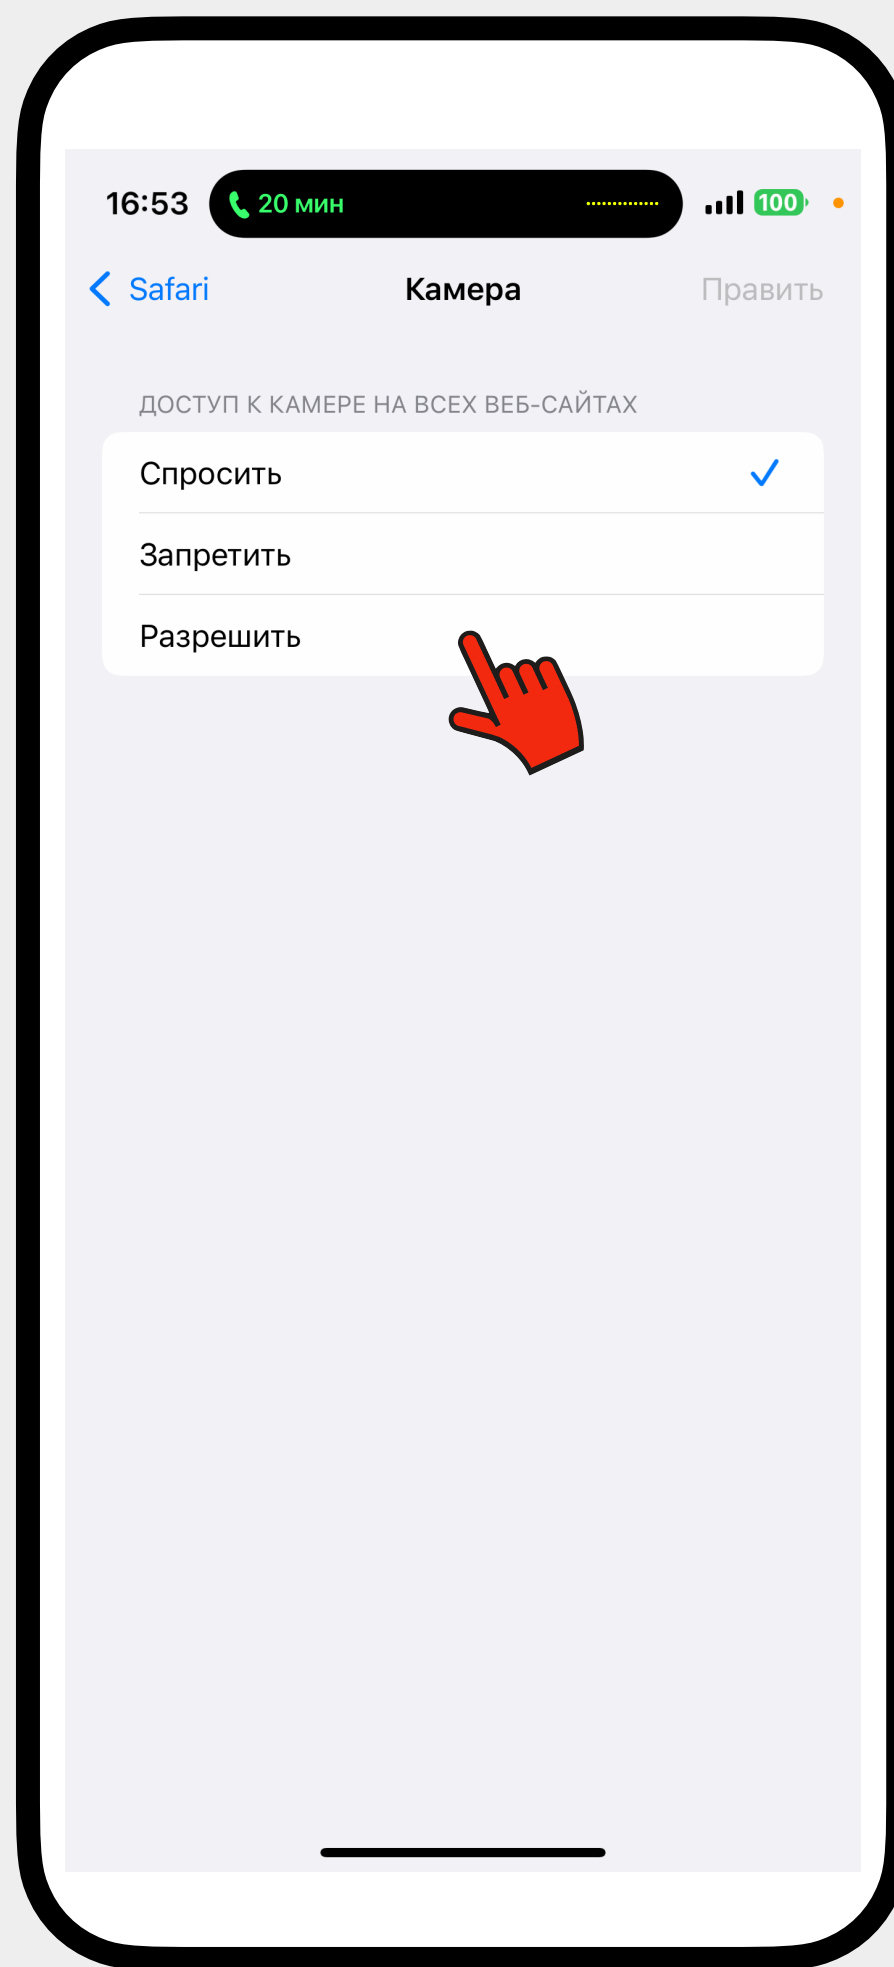 16:53 20 мин 100
Safari Камера Править
ДОСТУП К КАМЕРЕ НА ВСЕХ ВЕБ-САЙТАХ
Спросить
Запретить
Разрешить